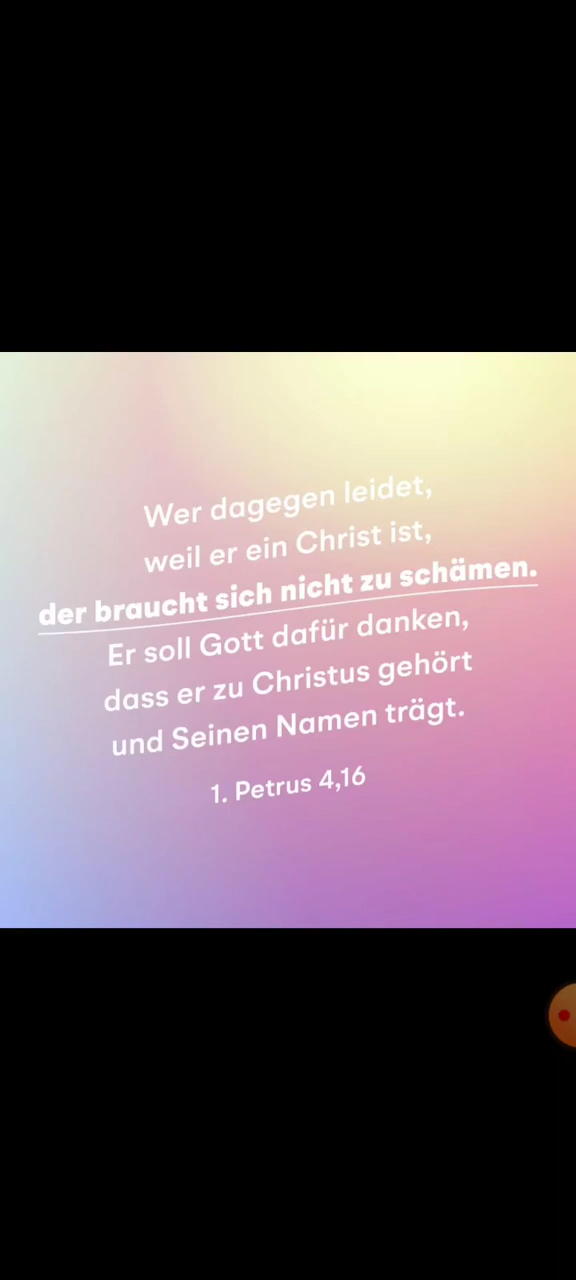 Wer dagegen leidet,
weil er ein Christ ist,
der braucht sich nicht zu schämen.
Er soll Gott dafür danken,
dass er zu Christus gehört
und Seinen Namen trägt.
1. Petrus 4,16